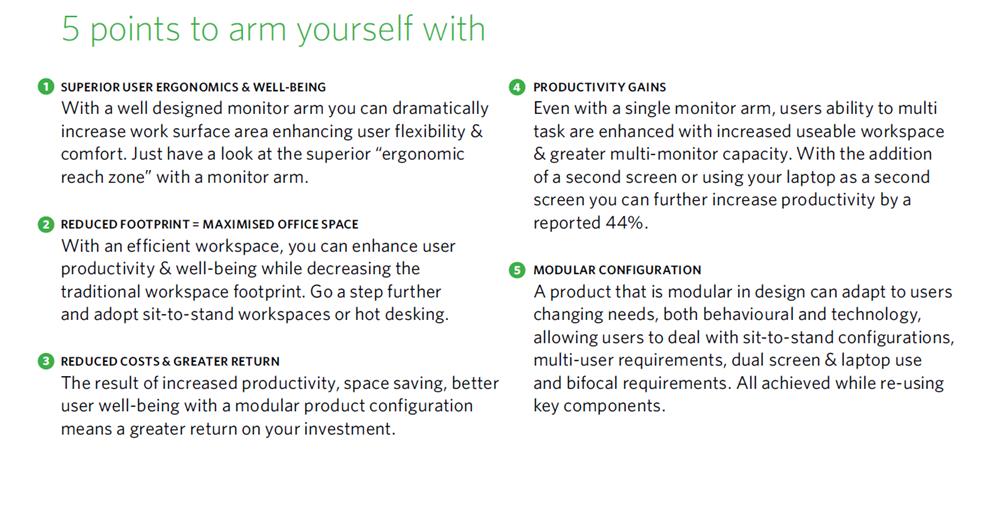 5 points to arm yourself with
1 SUPERIOR USER ERGONOMICS & WELL-BEING
With a well designed monitor arm you can dramatically
increase work surface area enhancing user flexibility &
comfort. Just have a look at the superior “ergonomic
reach zone” with a monitor arm.
2 REDUCED FOOTPRINT = MAXIMISED OFFICE SPACE
With an efficient workspace, you can enhance user
productivity & well-being while decreasing the
traditional workspace footprint. Go a step further
and adopt sit-to-stand workspaces or hot desking.
3 REDUCED COSTS & GREATER RETURN
The result of increased productivity, space saving, better
user well-being with a modular product configuration
means a greater return on your investment.
4 PRODUCTIVITY GAINS
Even with a single monitor arm, users ability to multi
task are enhanced with increased useable workspace
& greater multi-monitor capacity. With the addition
of a second screen or using your laptop as a second
screen you can further increase productivity by a
reported 44%.
5 MODULAR CONFIGURATION
A product that is modular in design can adapt to users
changing needs, both behavioural and technology,
allowing users to deal with sit-to-stand configurations,
multi-user requirements, dual screen & laptop use
and bifocal requirements. All achieved while re-using
key components.